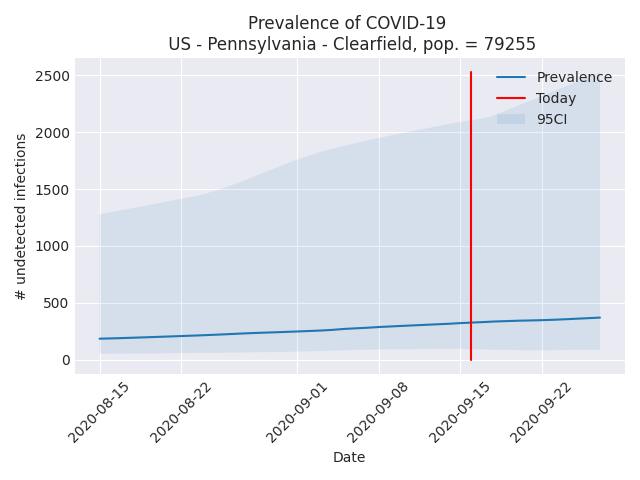 Prevalence of COVID-19
US - Pennsylvania - Clearfield, pop. = 79255
Prevalence
Today
95CI
# undetected infections
2500
2000
1500
1000
500
0
2020-08-15
2020-08-22
2020-09-01
2020-09-08
2020-09-15
2020-09-22
Date